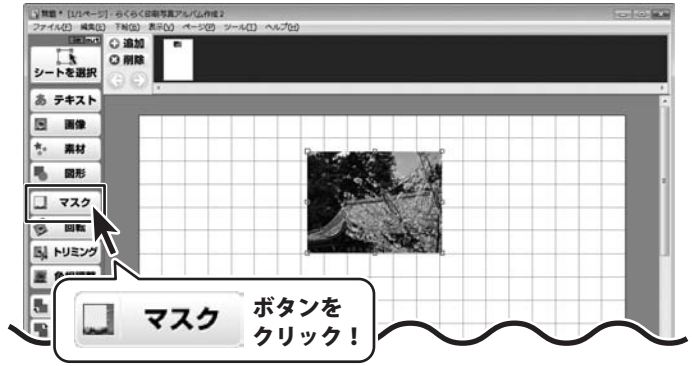 無題 * [1/1ページ] - らくらく印刷写真アルバム作成2
ファイル(F) 編集(E) 下絵(G) 表示(V) ページ(P) ツール(T) ヘルプ(H)
シートを選択
追加
削除
テキスト
画像
素材
図形
マスク
回転
トリミング
マスク
ボタンを
クリック！